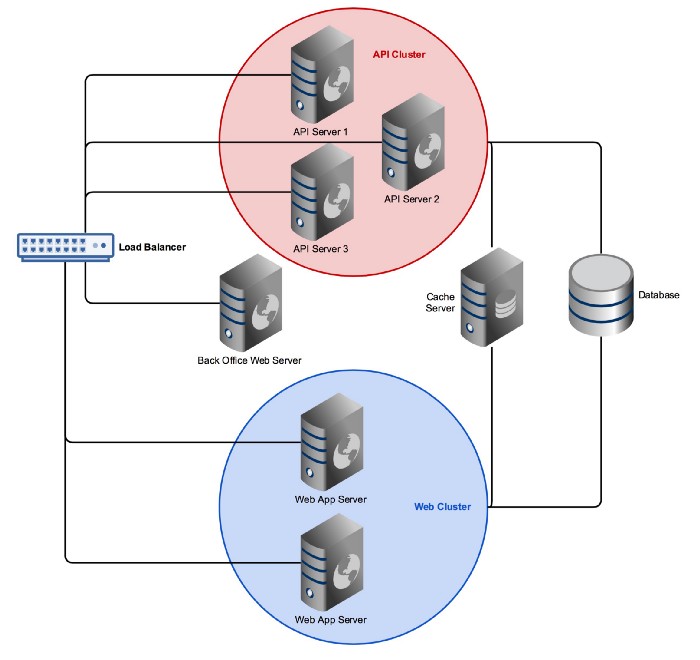 API Cluster
API Server 1
API Server 2
API Server 3
Load Balancer
Cache
Server
Database
Back Office Web Server
Web App Server
Web Cluster
Web App Server